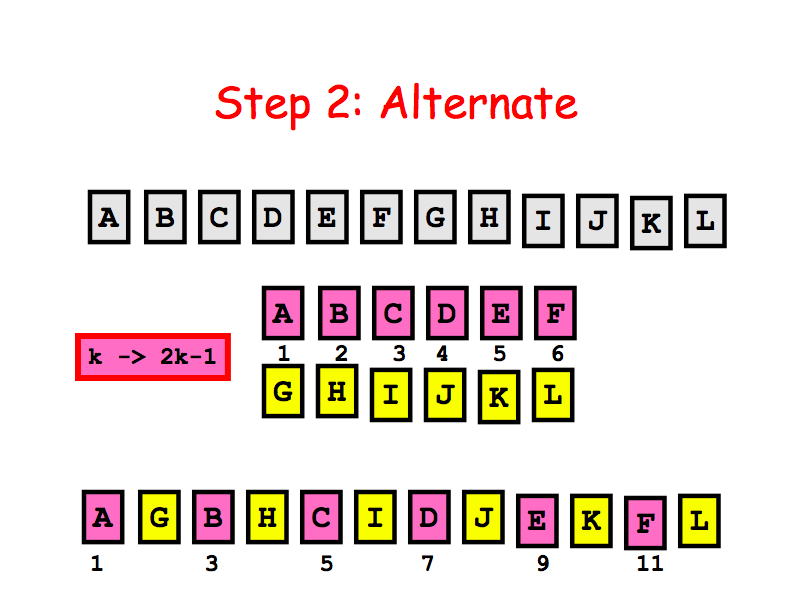 Step 2: Alternate
A B C D E F G H I J K L
A B C D E F
k -> 2k-1
1 2 3 4 5 6
G H I J K L
A G B H C I D J E K F L
1 3 5 7 9 11